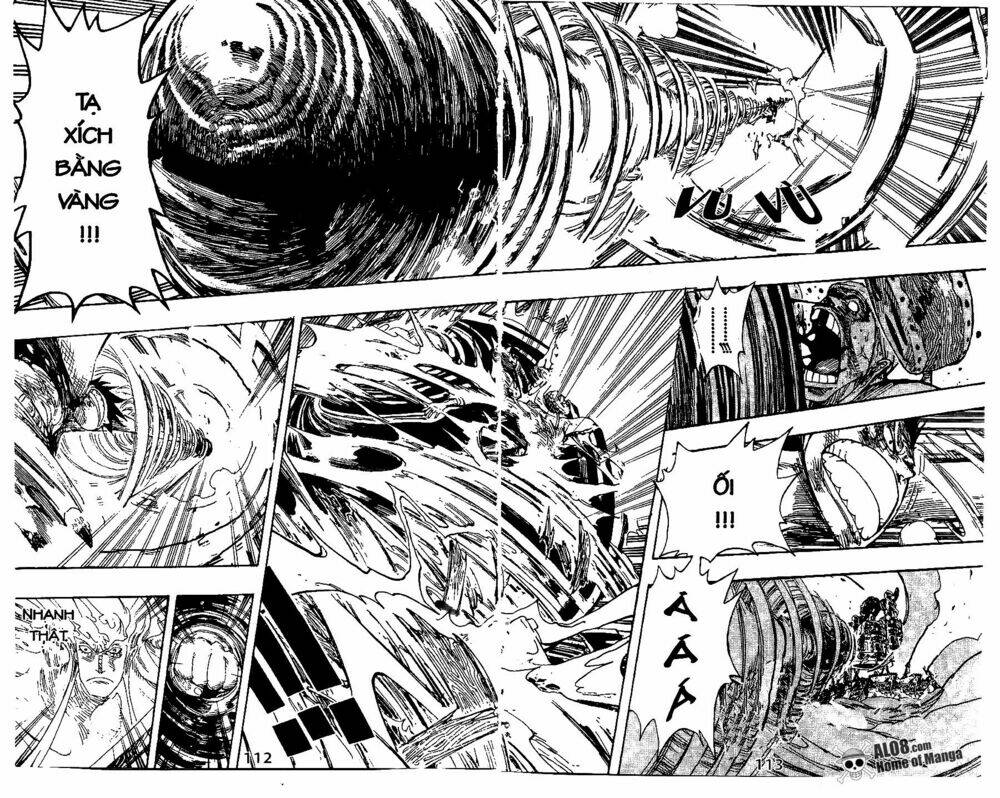 TẠ
XÍCH
BẰNG
VÀNG
!!!
VÙ VÙ
.........!!!
ỐI
!!!
Á
Á
Á
NHANH
THẬT
112
113
ALO8.com
Home of Manga